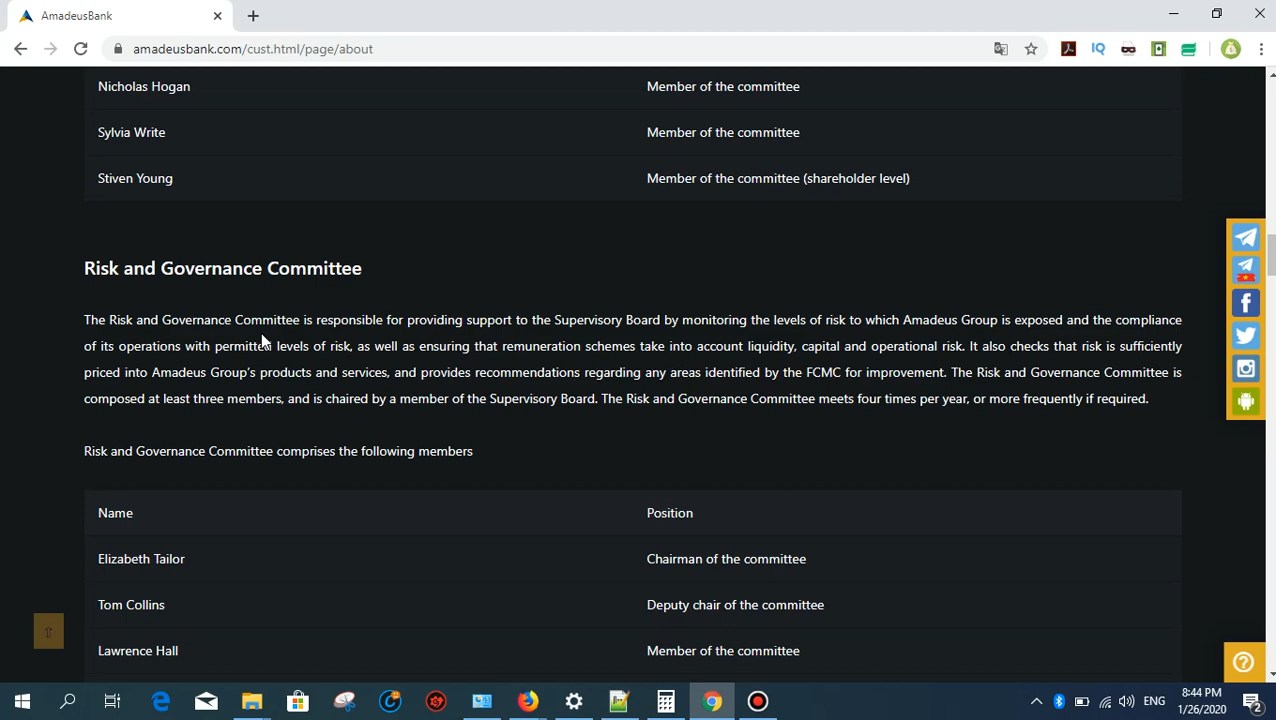 AmadeusBank
amadeusbank.com/cust.html/page/about
IQ
Nicholas Hogan Member of the committee
Sylvia Write Member of the committee
Stiven Young Member of the committee (shareholder level)
Risk and Governance Committee
The Risk and Governance Committee is responsible for providing support to the Supervisory Board by monitoring the levels of risk to which Amadeus Group is exposed and the compliance
of its operations with permitted levels of risk, as well as ensuring that remuneration schemes take into account liquidity, capital and operational risk. It also checks that risk is sufficiently
priced into Amadeus Group's products and services, and provides recommendations regarding any areas identified by the FCMC for improvement. The Risk and Governance Committee is
composed at least three members, and is chaired by a member of the Supervisory Board. The Risk and Governance Committee meets four times per year, or more frequently if required.
Risk and Governance Committee comprises the following members
Name Position
Elizabeth Tailor Chairman of the committee
Tom Collins Deputy chair of the committee
Lawrence Hall Member of the committee
ENG
8:44 PM
1/26/2020
2